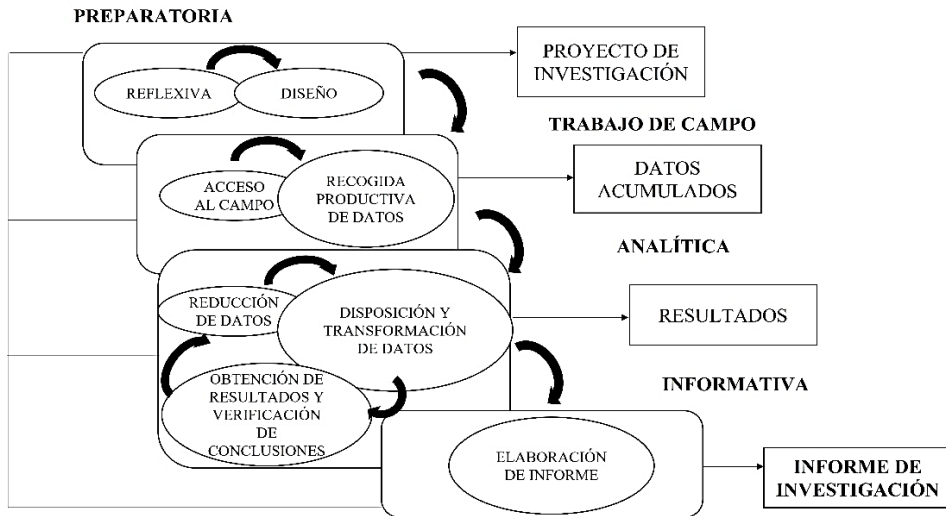 PREPARATORIA
REFLEXIVA
DISEÑO
PROYECTO DE
INVESTIGACIÓN
TRABAJO DE CAMPO
ACCESO
AL CAMPO
RECOGIDA
PRODUCTIVA
DE DATOS
DATOS
ACUMULADOS
ANALÍTICA
REDUCCIÓN
DE DATOS
DISPOSICIÓN Y
TRANSFORMACIÓN
DE DATOS
OBTENCIÓN DE
RESULTADOS Y
VERIFICACIÓN
DE
CONCLUSIONES
RESULTADOS
INFORMATIVA
ELABORACIÓN
DE INFORME
INFORME DE
INVESTIGACIÓN